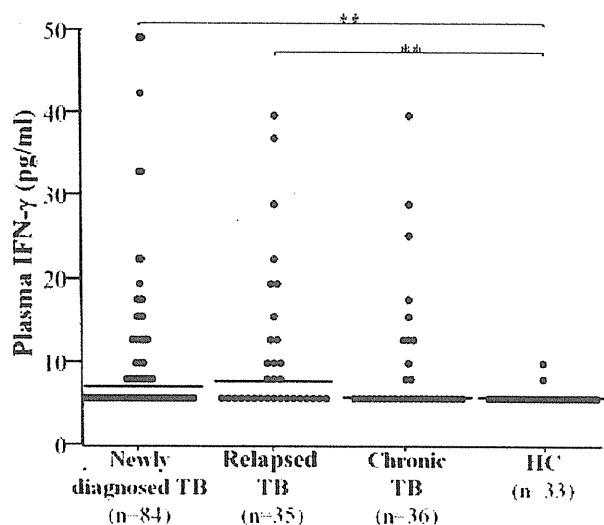 **
**
50
40
30
20
10
0
Plasma IFN-γ (pg/ml)
Newly diagnosed TB (n=84)
Relapsed TB (n=35)
Chronic TB (n=36)
HC (n=33)